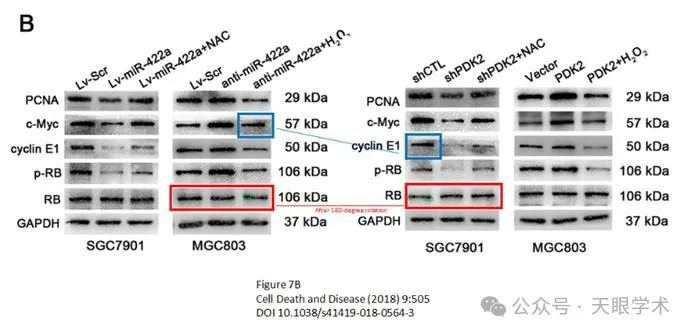 B
Lv-Scr
Lv-miR-422a
Lv-miR-422a+NAC
Lv-Scr
anti-miR-422a
anti-miR-422a+H₂O₂
shCTL
shPDK2
shPDK2+NAC
Vector
PDK2
PDK2+H₂O₂
PCNA 29 kDa PCNA 29 kDa
c-Myc 57 kDa c-Myc 57 kDa
cyclin E1 50 kDa cyclin E1 50 kDa
p-RB 106 kDa p-RB 106 kDa
RB 106 kDa RB 106 kDa
After 180-degree rotation
GAPDH 37 kDa GAPDH 37 kDa
SGC7901 MGC803 SGC7901 MGC803
Figure 7B
Cell Death and Disease (2018) 9:505
DOI 10.1038/s41419-018-0564-3
公众号 · 天眼学术